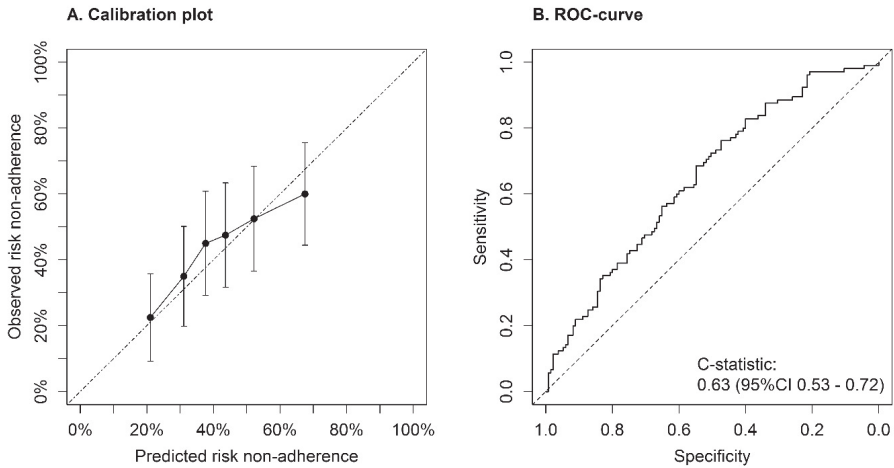 A. Calibration plot
Observed risk non-adherence
100%
80%
60%
40%
20%
0%
0% 20% 40% 60% 80% 100%
Predicted risk non-adherence
B. ROC-curve
Sensitivity
1.0
0.8
0.6
0.4
0.2
0.0
C-statistic:
0.63 (95%CI 0.53 - 0.72)
1.0 0.8 0.6 0.4 0.2 0.0
Specificity